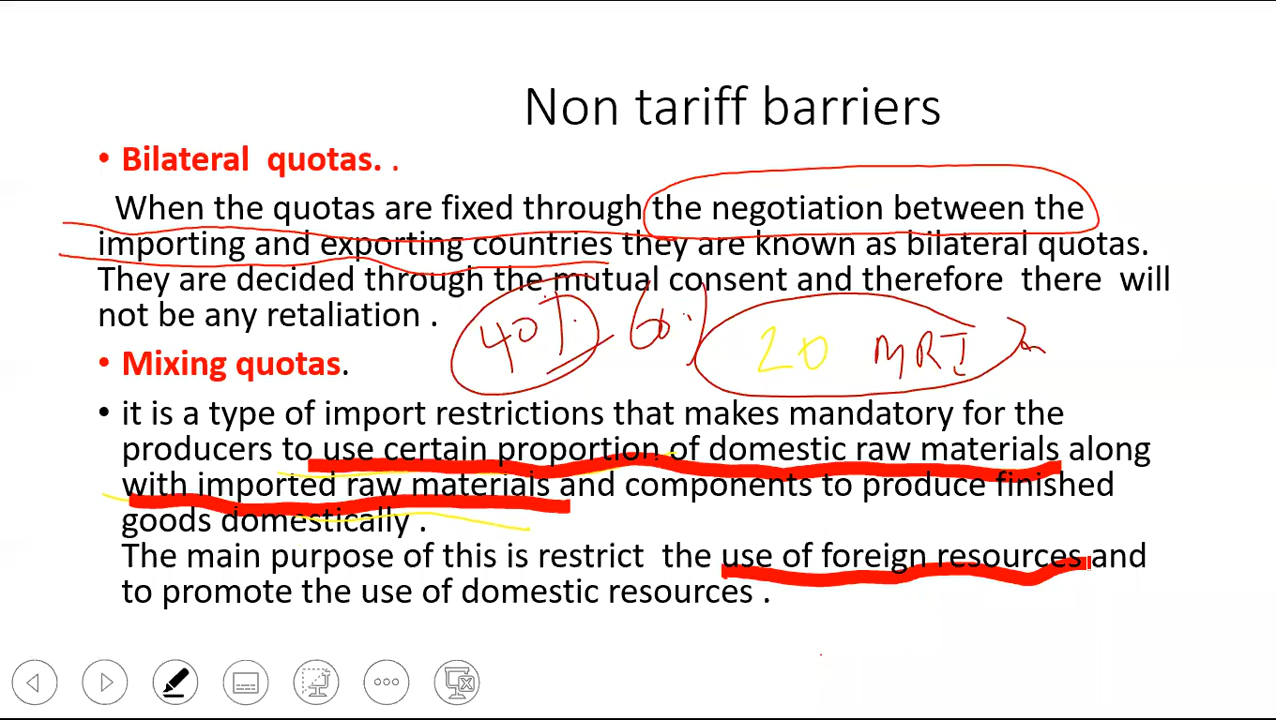 Non tariff barriers
• Bilateral quotas. .
When the quotas are fixed through the negotiation between the
importing and exporting countries they are known as bilateral quotas.
They are decided through the mutual consent and therefore there will
not be any retaliation .
40% 60%
20 MRI
• Mixing quotas.
• it is a type of import restrictions that makes mandatory for the
producers to use certain proportion of domestic raw materials along
with imported raw materials and components to produce finished
goods domestically .
The main purpose of this is restrict the use of foreign resources and
to promote the use of domestic resources .